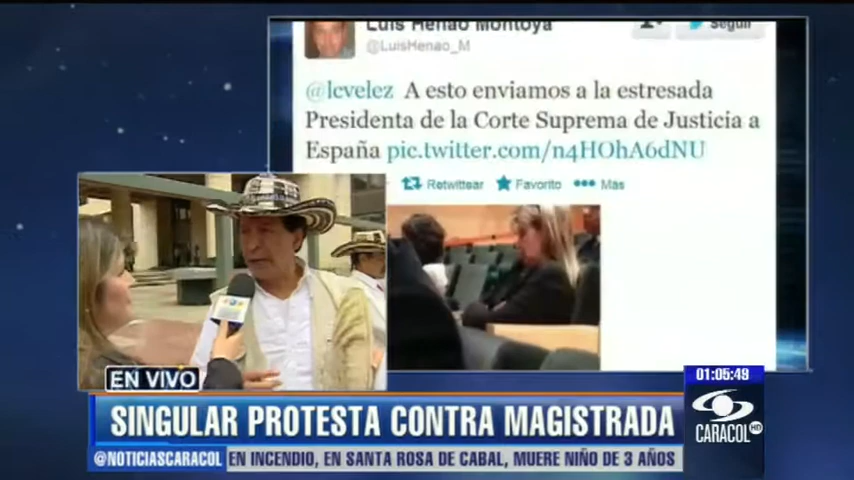 Luis Henao Montoya
@LuisHenao_M
Seguir
@lcvelez A esto enviamos a la estresada
Presidenta de la Corte Suprema de Justicia a
España pic.twitter.com/n4HOhA6dNU
Retwittear Favorito Más
EN VIVO
01:05:49
SINGULAR PROTESTA CONTRA MAGISTRADA
CARACOL HD
@NOTICIASCARACOL EN INCENDIO, EN SANTA ROSA DE CABAL, MUERE NIÑO DE 3 AÑOS